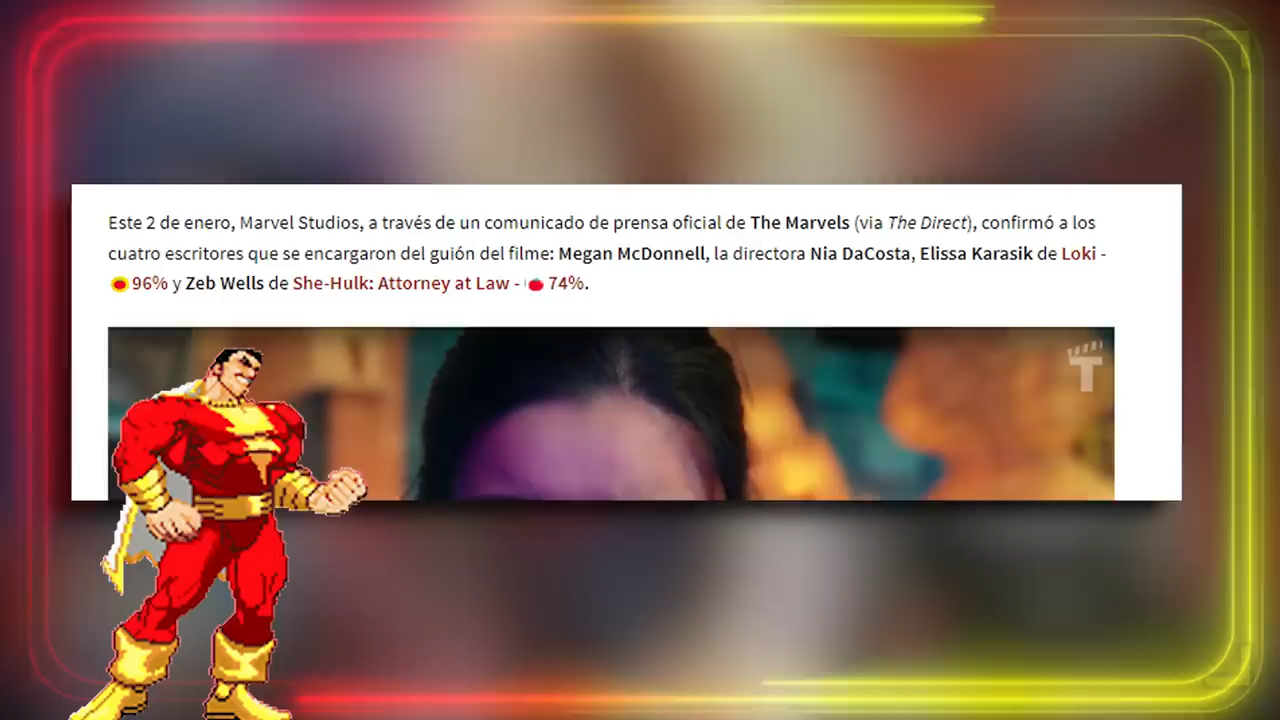 Este 2 de enero, Marvel Studios, a través de un comunicado de prensa oficial de The Marvels (via The Direct), confirmó a los
cuatro escritores que se encargaron del guión del filme: Megan McDonnell, la directora Nia DaCosta, Elissa Karasik de Loki -
96% y Zeb Wells de She-Hulk: Attorney at Law - 74%.
T